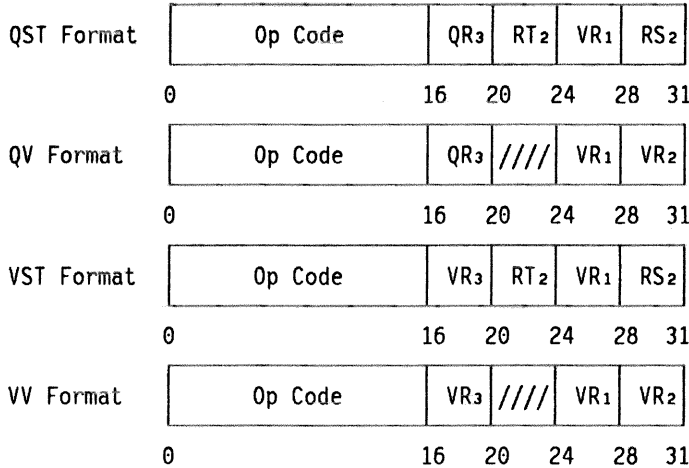 QST Format Op Code QR3 RT2 VR1 RS2
0 16 20 24 28 31
QV Format Op Code QR3 //// VR1 VR2
0 16 20 24 28 31
VST Format Op Code VR3 RT2 VR1 RS2
0 16 20 24 28 31
VV Format Op Code VR3 //// VR1 VR2
0 16 20 24 28 31